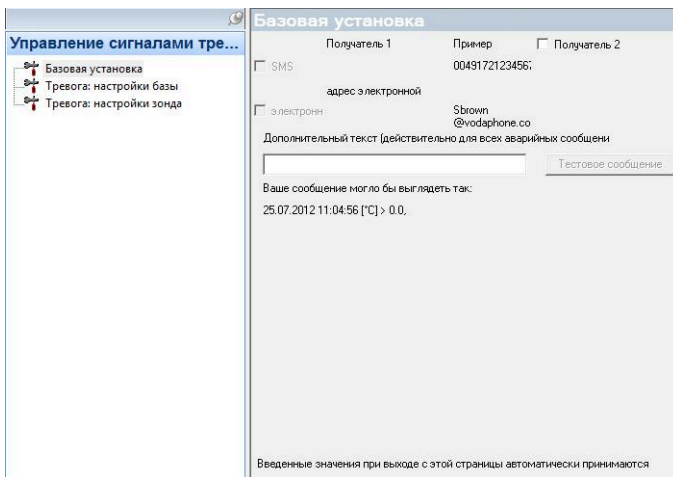 Базовая установка
Управление сигналами тре...
Базовая установка
Тревога: настройки базы
Тревога: настройки зонда
Получатель 1 Пример Получатель 2
SMS 0049172123456;
адрес электронной
электронн Sbrown
@vodaphone.co
Дополнительный текст (действительно для всех аварийных сообщени
Тестовое сообщение
Ваше сообщение могло бы выглядеть так:
25.07.2012 11:04:56 [°C] > 0.0,
Введенные значения при выходе с этой страницы автоматически принимаются